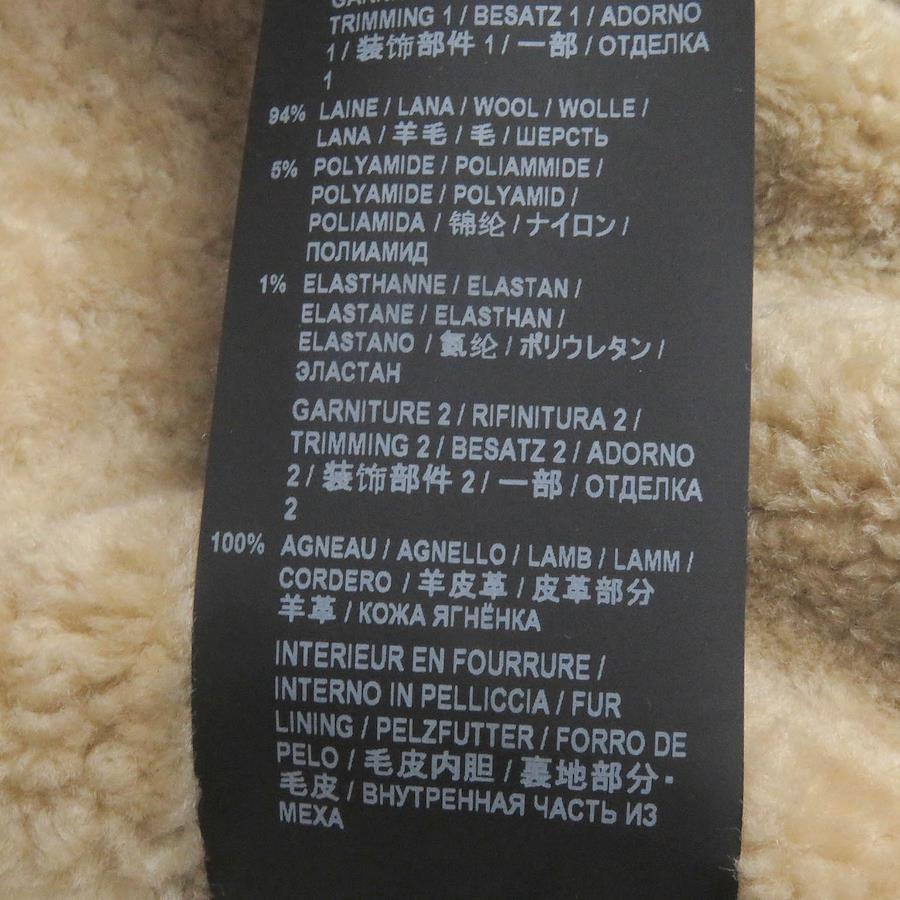 TRIMMING 1 / BESATZ 1 / ADORNO
1 / 装饰部件 1 / 一部 / ОТДЕЛКА
1
94% LAINE / LANA / WOOL / WOLLE /
LANA / 羊毛 / 毛 / ШЕРСТЬ
5% POLYAMIDE / POLIAMMIDE /
POLYAMIDE / POLYAMID /
POLIAMIDA / 锦纶 / ナイロン /
ПОЛИАМИД
1% ELASTHANNE / ELASTAN /
ELASTANE / ELASTHAN /
ELASTANO / 氨纶 / ポリウレタン /
ЭЛАСТАН
GARNITURE 2 / RIFINITURA 2 /
TRIMMING 2 / BESATZ 2 / ADORNO
2 / 装饰部件 2 / 一部 / ОТДЕЛКА
2
100% AGNEAU / AGNELLO / LAMB / LAMM /
CORDERO / 羊皮革 / 皮革部分
羊革 / КОЖА ЯГНЁНКА
INTERIEUR EN FOURRURE /
INTERNO IN PELLICCIA / FUR
LINING / PELZFUTTER / FORRO DE
PELO / 毛皮内胆 / 裏地部分・
毛皮 / ВНУТРЕННАЯ ЧАСТЬ ИЗ
МЕХА